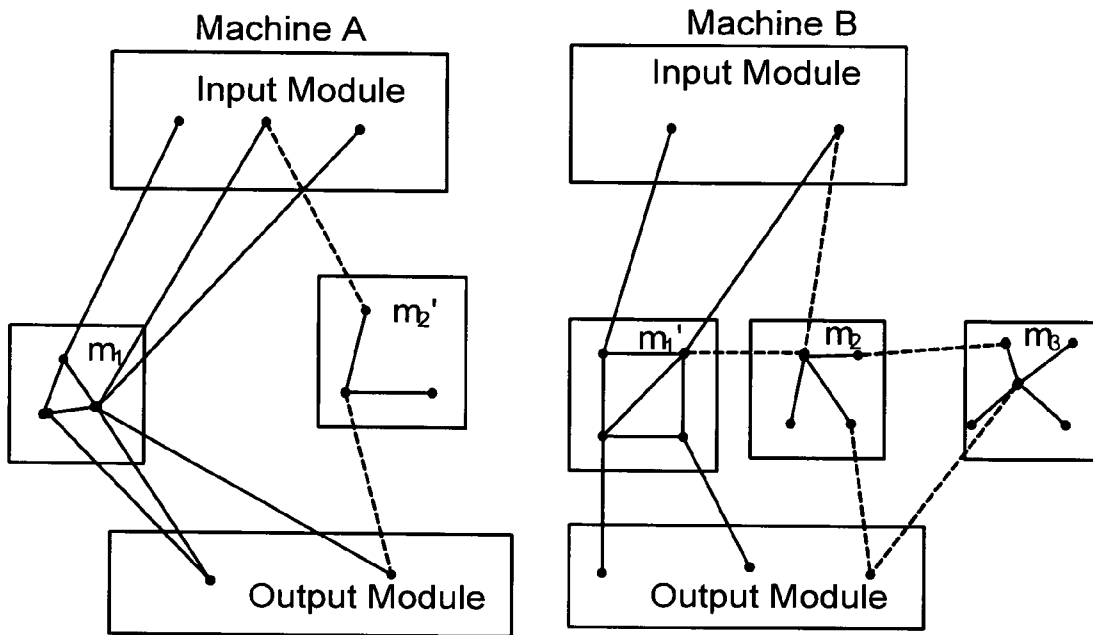 Machine A
Input Module
m₁
m₂'
Output Module
Machine B
Input Module
m₁'
m₂
m₃
Output Module